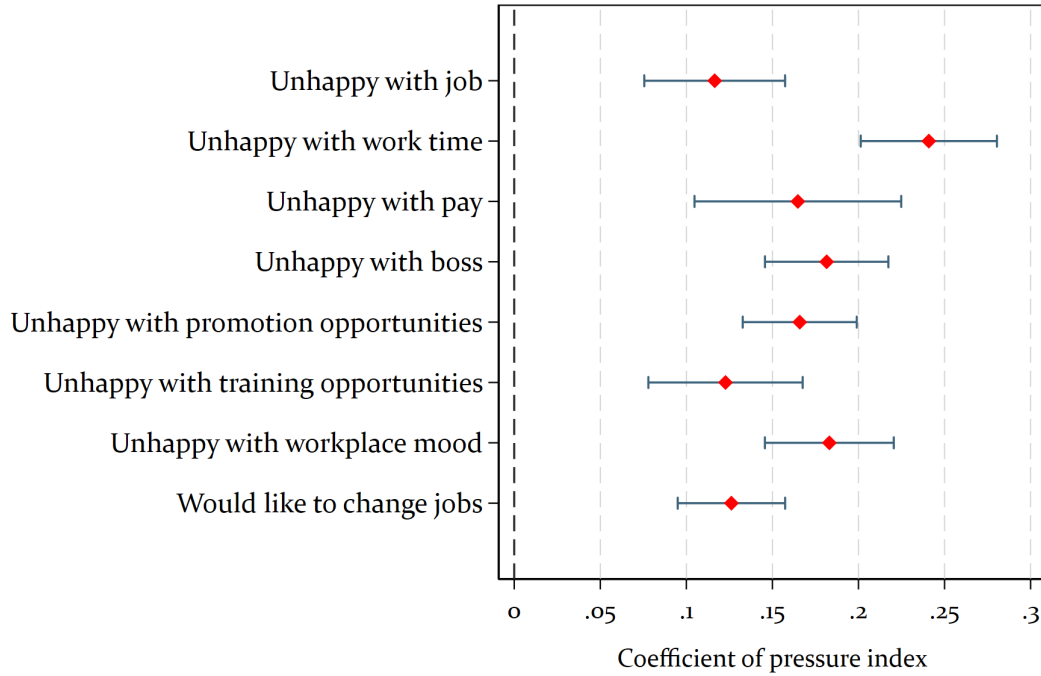 Unhappy with job
Unhappy with work time
Unhappy with pay
Unhappy with boss
Unhappy with promotion opportunities
Unhappy with training opportunities
Unhappy with workplace mood
Would like to change jobs
0 .05 .1 .15 .2 .25 .3
Coefficient of pressure index